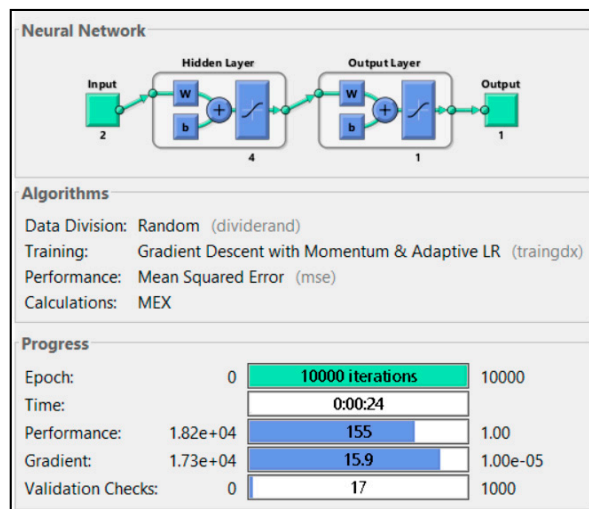 Neural Network
Hidden Layer Output Layer
Input Output
W W
b b
2 4 1 1
Algorithms
Data Division: Random (dividerand)
Training: Gradient Descent with Momentum & Adaptive LR (traingdx)
Performance: Mean Squared Error (mse)
Calculations: MEX
Progress
Epoch: 0 10000 iterations 10000
Time: 0:00:24
Performance: 1.82e+04 155 1.00
Gradient: 1.73e+04 15.9 1.00e-05
Validation Checks: 0 17 1000